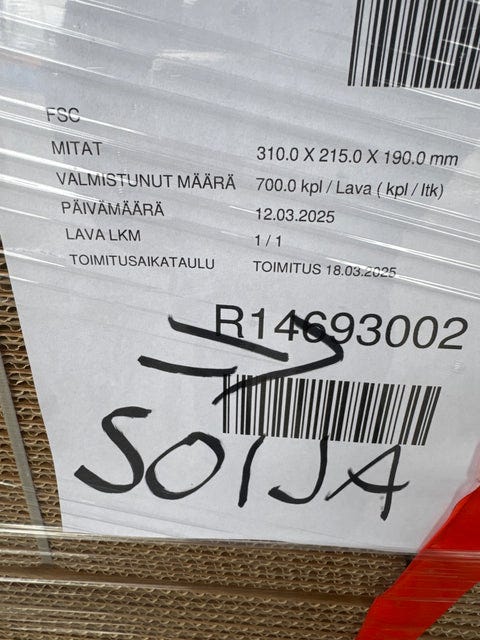 FSC
MITAT 310.0 X 215.0 X 190.0 mm
VALMISTUNUT MÄÄRÄ 700.0 kpl / Lava ( kpl / ltk)
PÄIVÄMÄÄRÄ 12.03.2025
LAVA LKM 1 / 1
TOIMITUSAIKATAULU TOIMITUS 18.03.2025
R14693002
SOIJA